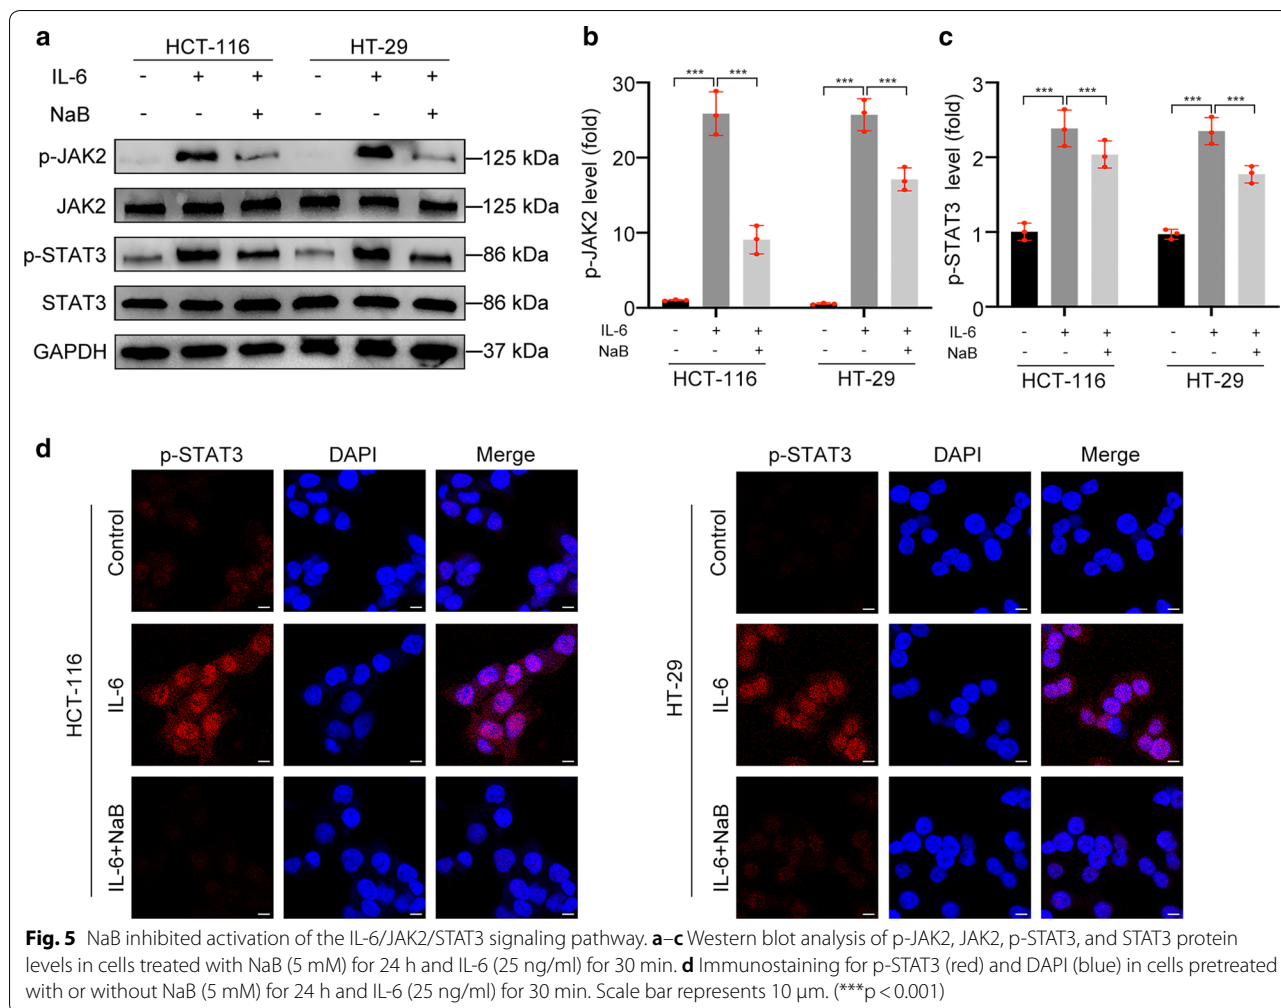 a
HCT-116 HT-29
IL-6 - + + - + +
NaB - - + - - +
p-JAK2 125 kDa
JAK2 125 kDa
p-STAT3 86 kDa
STAT3 86 kDa
GAPDH 37 kDa
b
p-JAK2 level (fold)
30
20
10
0
*** *** *** ***
IL-6 - + + - + +
NaB - - + - - +
HCT-116 HT-29
c
p-STAT3 level (fold)
3
2
1
0
*** *** *** ***
IL-6 - + + - + +
NaB - - + - - +
HCT-116 HT-29
d
p-STAT3 DAPI Merge
HCT-116
Control
IL-6
IL-6+NaB
p-STAT3 DAPI Merge
HT-29
Control
IL-6
IL-6+NaB
Fig. 5 NaB inhibited activation of the IL-6/JAK2/STAT3 signaling pathway. a–c Western blot analysis of p-JAK2, JAK2, p-STAT3, and STAT3 protein
levels in cells treated with NaB (5 mM) for 24 h and IL-6 (25 ng/ml) for 30 min. d Immunostaining for p-STAT3 (red) and DAPI (blue) in cells pretreated
with or without NaB (5 mM) for 24 h and IL-6 (25 ng/ml) for 30 min. Scale bar represents 10 μm. (***p < 0.001)